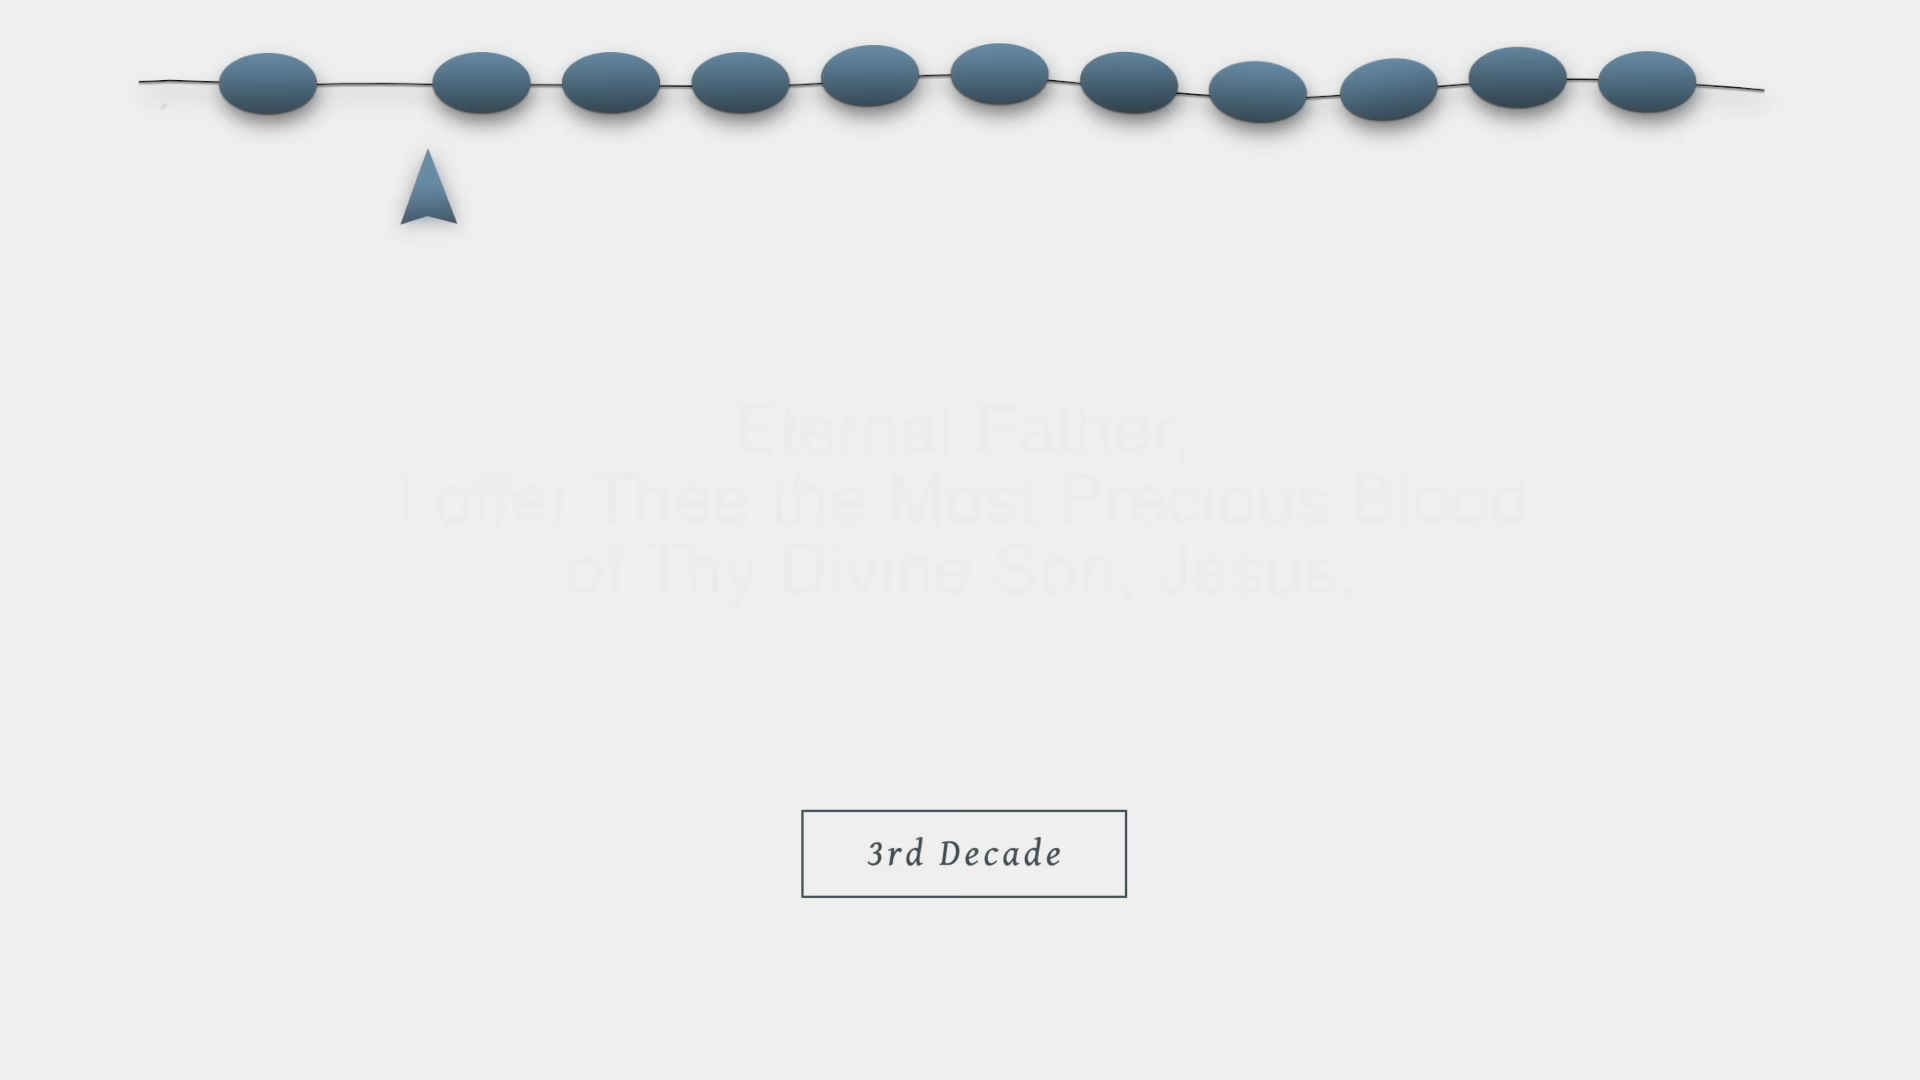 Eternal Father,
I offer Thee the Most Precious Blood
of Thy Divine Son, Jesus,
3rd Decade